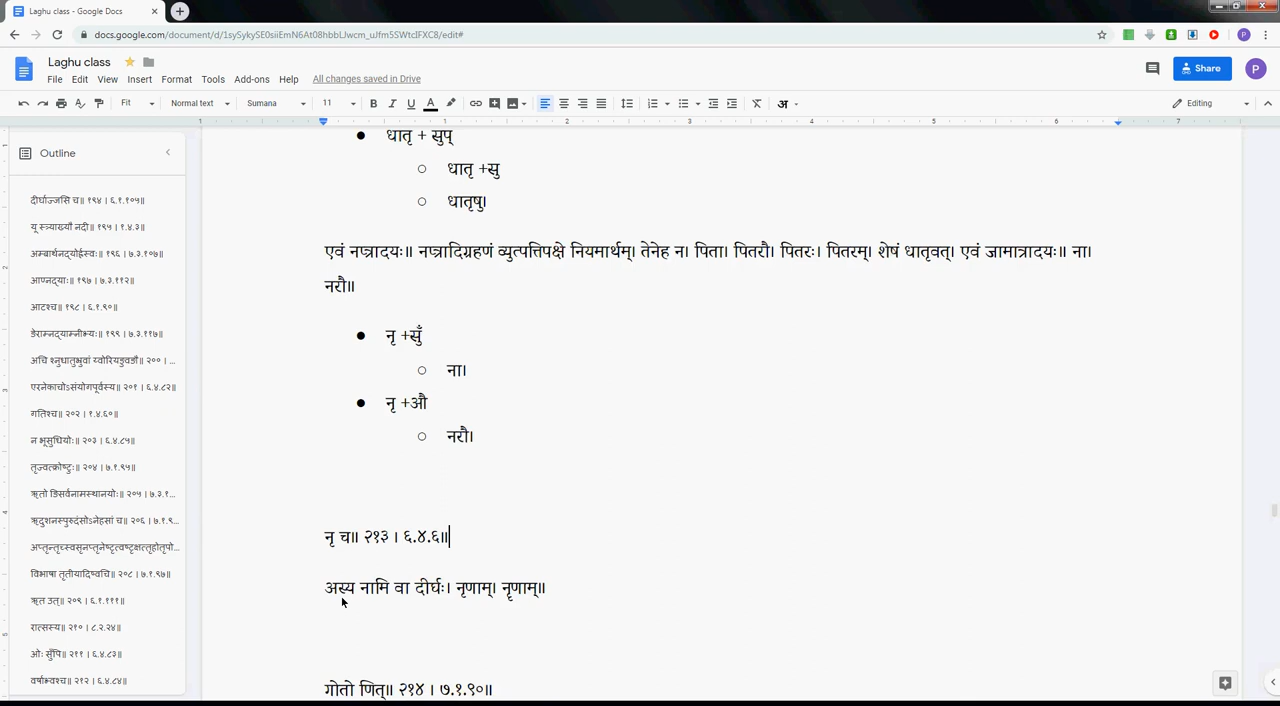 Laghu class - Google Docs
docs.google.com/document/d/1sySykySE0siiEmN6At08hbbLJwcm_uJfmSSWtcIFXC8/edit#
Laghu class
File Edit View Insert Format Tools Add-ons Help All changes saved in Drive
Share
P
Fit Normal text Sumana 11 Editing
Outline
दीर्घाज्जसि च॥ १९४ । ६.१.१०५॥
यू स्त्र्याख्यौ नदी॥ १९५ । १.४.३॥
अम्बार्थनद्योर्ह्रस्वः॥ १९६ । ७.३.१०७॥
आण्नद्याः॥ १९७ । ७.३.११२॥
आटश्च॥ १९८ । ६.१.९०॥
ङेराम्नद्याम्नीभ्यः॥ १९९ । ७.३.११७॥
अचि श्नुधातुभ्रुवां य्वोरियङुवङौ॥ २०० । ...
एरनेकाचोऽसंयोगपूर्वस्य॥ २०१ । ६.४.८२॥
गतिश्च॥ २०२ । १.४.६०॥
न भूसुधियोः॥ २०३ । ६.४.८५॥
तृज्वत्क्रोष्टुः॥ २०४ । ७.१.९५॥
ऋतो ङिसर्वनामस्थानयोः॥ २०५ । ७.३.१...
ऋदुशनस्पुरुदंसोऽनेहसां च॥ २०६ । ७.१.९...
अप्तृन्तृच्स्वसृनप्तृनेष्टृत्वष्टृक्षत्तृहोतृपो...
विभाषा तृतीयादिष्वचि॥ २०८ । ७.१.९७॥
ऋत उत्॥ २०९ । ६.१.१११॥
रात्सस्य॥ २१० । ८.२.२४॥
ओः सुँपि॥ २११ । ६.४.८३॥
वर्षाभ्वश्च॥ २१२ । ६.४.८४॥
धातृ + सुप्
धातृ +सु
धातृषु।
एवं नप्त्रादयः॥ नप्त्रादिग्रहणं व्युत्पत्तिपक्षे नियमार्थम्। तेनेह न। पिता। पितरौ। पितरः। पितरम्। शेषं धातृवत्। एवं जामात्रादयः॥ ना।
नरौ॥
नृ +सुँ
ना।
नृ +औ
नरौ।
नृ च॥ २१३ । ६.४.६॥
अस्य नामि वा दीर्घः। नृणाम्। नॄणाम्॥
गोतो णित्॥ २१४ । ७.१.९०॥